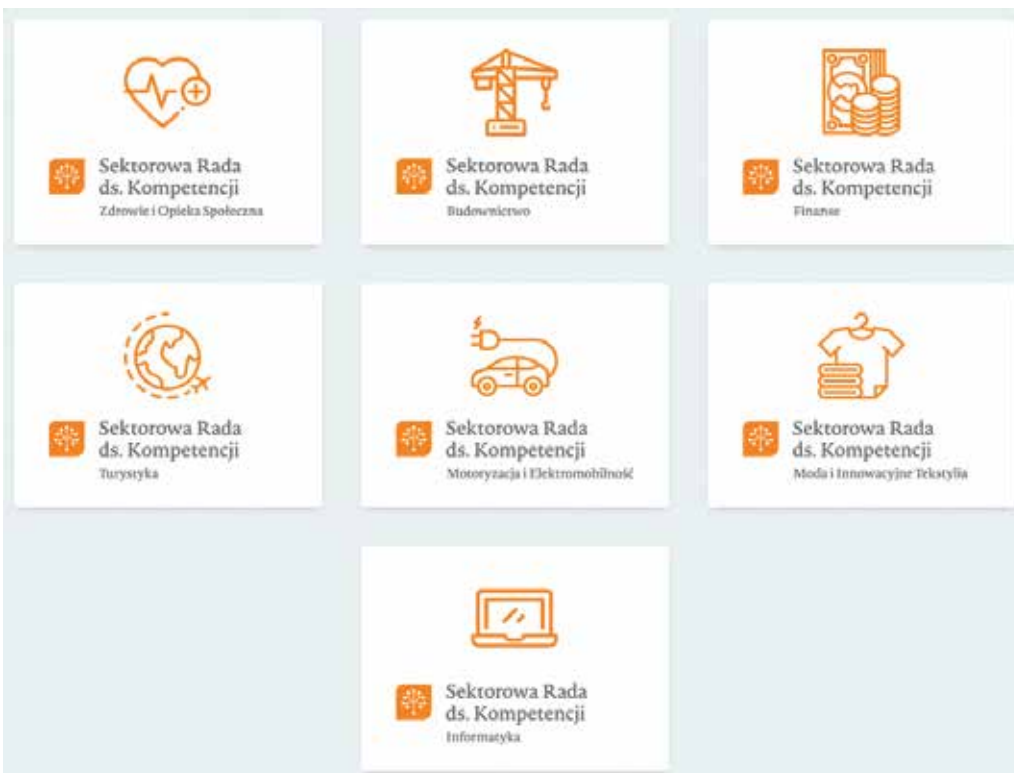 Sektorowa Rada
ds. Kompetencji
Zdrowie i Opieka Społeczna
Sektorowa Rada
ds. Kompetencji
Budownictwo
Sektorowa Rada
ds. Kompetencji
Finanse
Sektorowa Rada
ds. Kompetencji
Turystyka
Sektorowa Rada
ds. Kompetencji
Motoryzacja i Elektromobilność
Sektorowa Rada
ds. Kompetencji
Moda i Innowacyjne Tekstylia
Sektorowa Rada
ds. Kompetencji
Informatyka